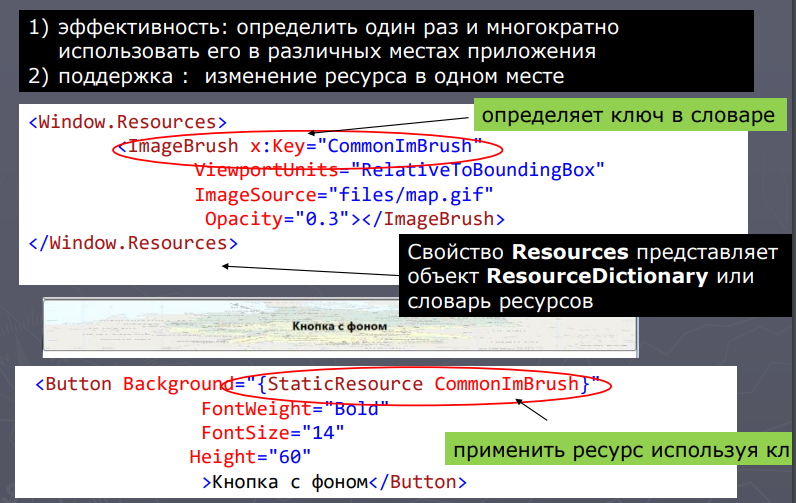 1) эффективность: определить один раз и многократно
использовать его в различных местах приложения
2) поддержка : изменение ресурса в одном месте
определяет ключ в словаре
<Window.Resources>
<ImageBrush x:Key="CommonImBrush"
ViewportUnits="RelativeToBoundingBox"
ImageSource="files/map.gif"
Opacity="0.3"></ImageBrush>
</Window.Resources>
Свойство Resources представляет
объект ResourceDictionary или
словарь ресурсов
Кнопка с фоном
<Button Background="{StaticResource CommonImBrush}"
FontWeight="Bold"
FontSize="14"
Height="60"
>Кнопка с фоном</Button>
применить ресурс используя кл